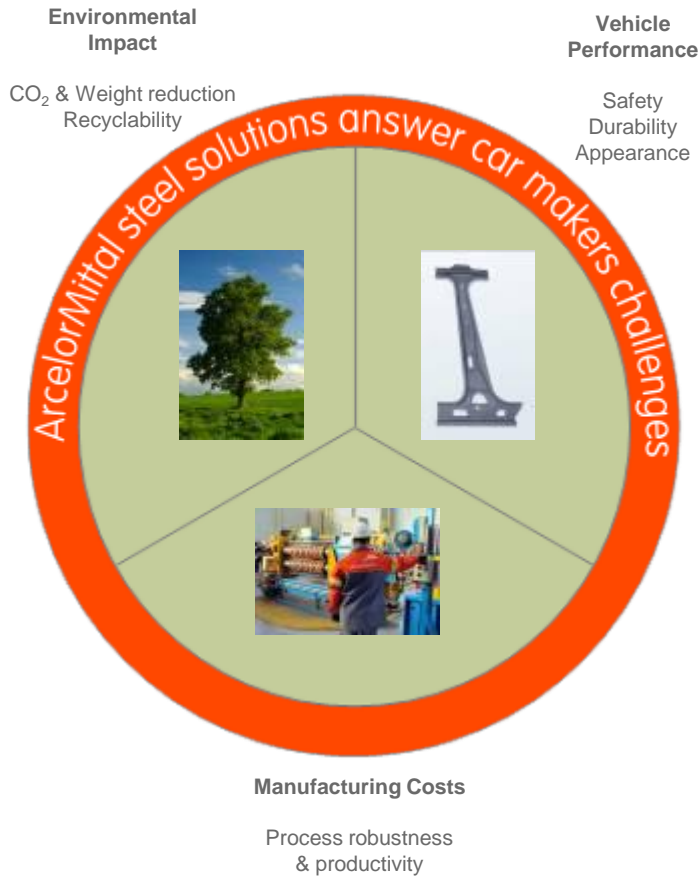 Environmental
Impact
CO₂ & Weight reduction
Recyclability
Vehicle
Performance
Safety
Durability
Appearance
ArcelorMittal steel solutions answer car makers challenges
Manufacturing Costs
Process robustness
& productivity